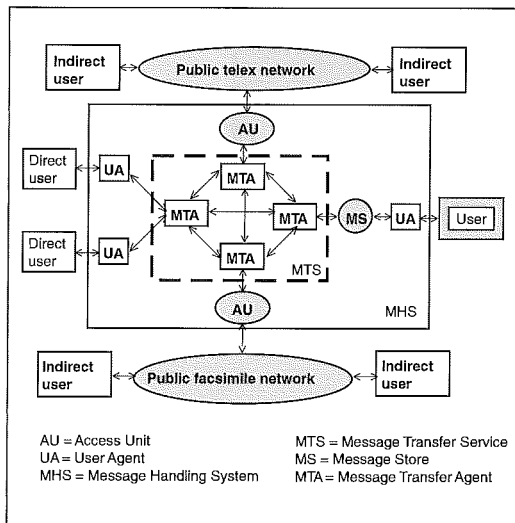 Indirect user
Public telex network
Indirect user
AU
Direct user
UA
MTA
MTA
MTA
MS
UA
User
Direct user
UA
MTA
MTS
AU
MHS
Indirect user
Public facsimile network
Indirect user
AU = Access Unit
UA = User Agent
MHS = Message Handling System
MTS = Message Transfer Service
MS = Message Store
MTA = Message Transfer Agent